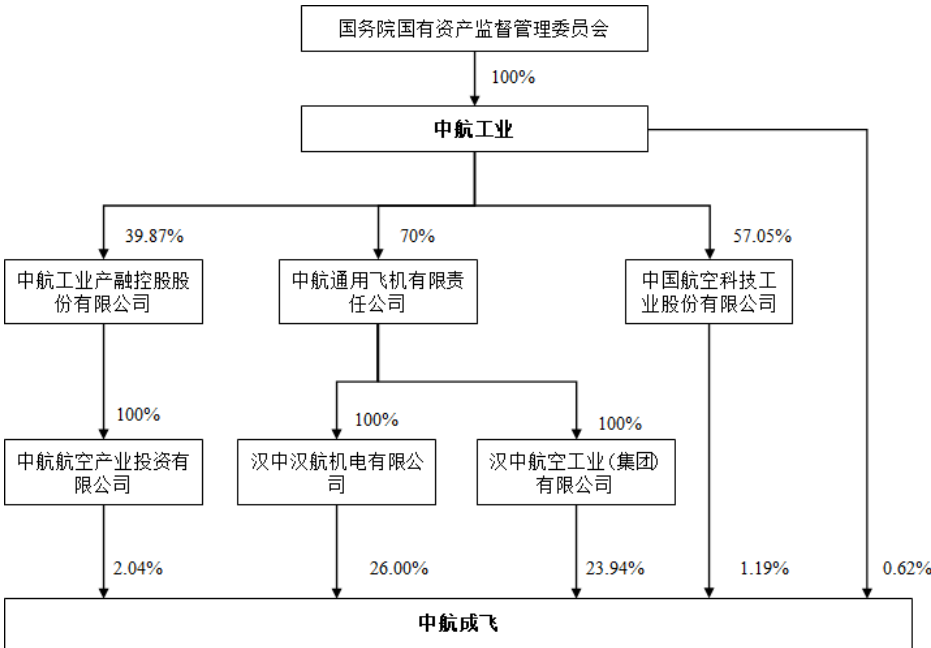 国务院国有资产监督管理委员会
100%
中航工业
39.87%
70%
57.05%
中航工业产融控股股
份有限公司
中航通用飞机有限责
任公司
中国航空科技工
业股份有限公司
100%
100%
100%
中航航空产业投资有
限公司
汉中汉航机电有限公
司
汉中航空工业(集团)
有限公司
2.04%
26.00%
23.94%
1.19%
0.62%
中航成飞